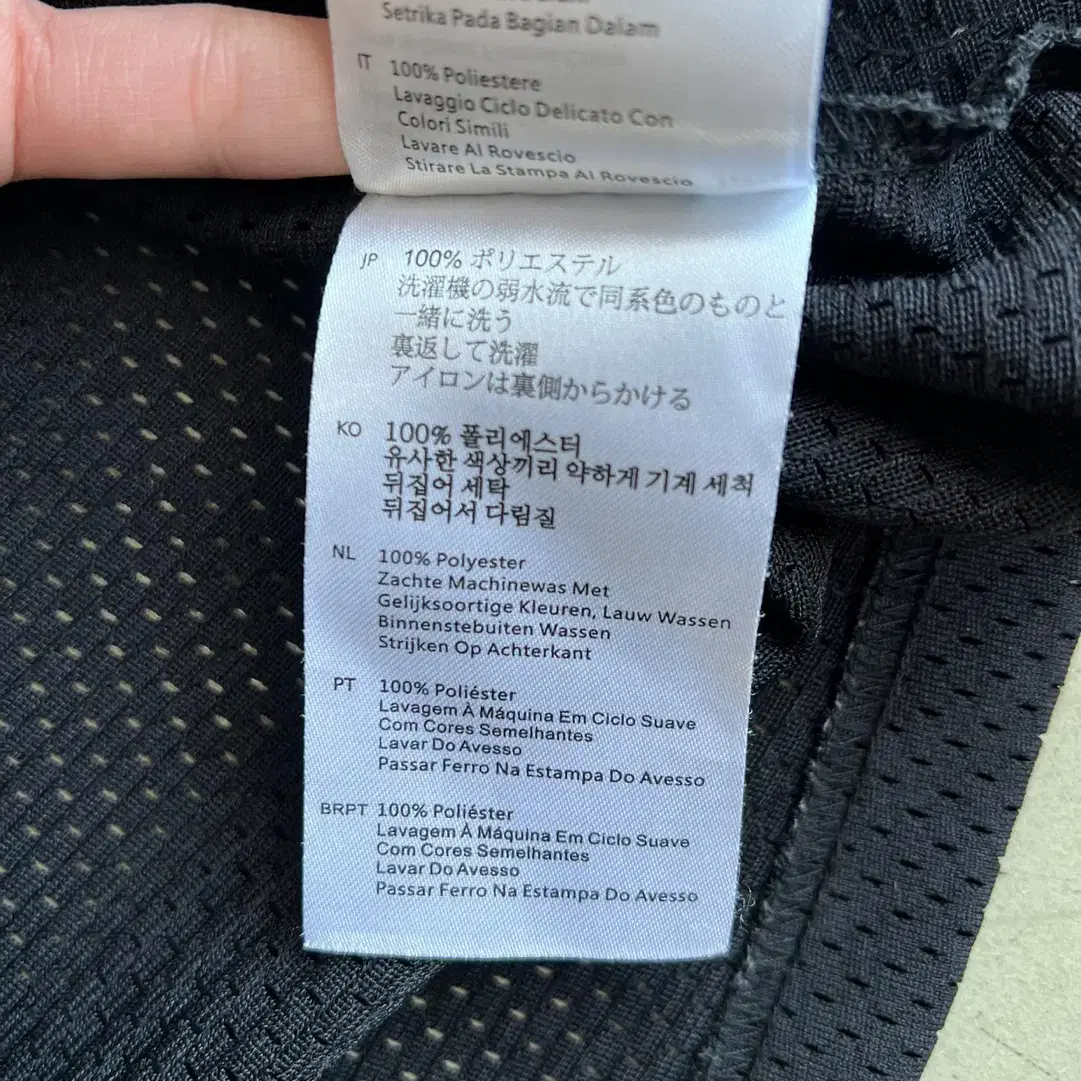 Setrika Pada Bagian Dalam
IT 100% Poliestere
Lavaggio Ciclo Delicato Con
Colori Simili
Lavare Al Rovescio
Stirare La Stampa Al Rovescio
JP 100% ポリエステル
洗濯機の弱水流で同系色のものと
一緒に洗う
裏返して洗濯
アイロンは裏側からかける
KO 100% 폴리에스터
유사한 색상끼리 약하게 기계 세척
뒤집어 세탁
뒤집어서 다림질
NL 100% Polyester
Zachte Machinewas Met
Gelijksoortige Kleuren, Lauw Wassen
Binnenstebuiten Wassen
Strijken Op Achterkant
PT 100% Poliéster
Lavagem À Máquina Em Ciclo Suave
Com Cores Semelhantes
Lavar Do Avesso
Passar Ferro Na Estampa Do Avesso
BRPT 100% Poliéster
Lavagem À Máquina Em Ciclo Suave
Com Cores Semelhantes
Lavar Do Avesso
Passar Ferro Na Estampa Do Avesso